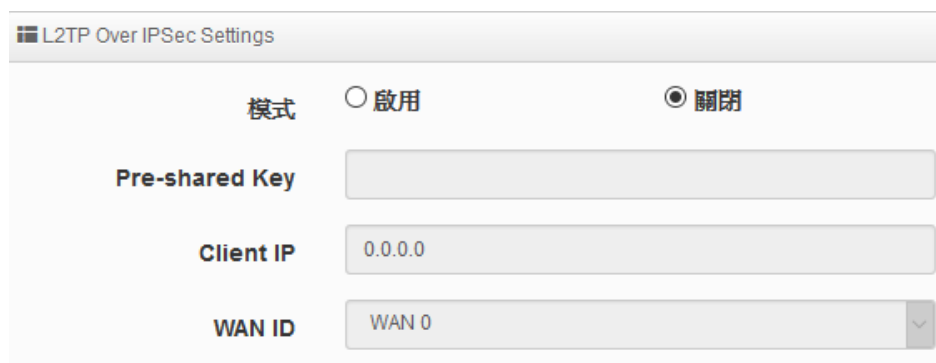 L2TP Over IPSec Settings
模式 啟用 關閉
Pre-shared Key
Client IP 0.0.0.0
WAN ID WAN 0